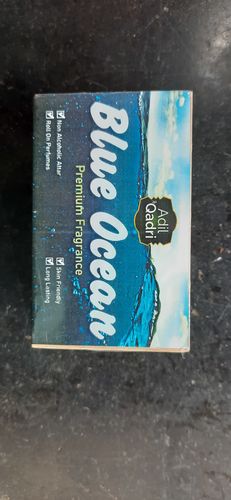 Adil
Qadri
Blue Ocean
Premium Fragrance
Non Alcoholic Attar
Roll On Perfumes
Skin Friendly
Long Lasting